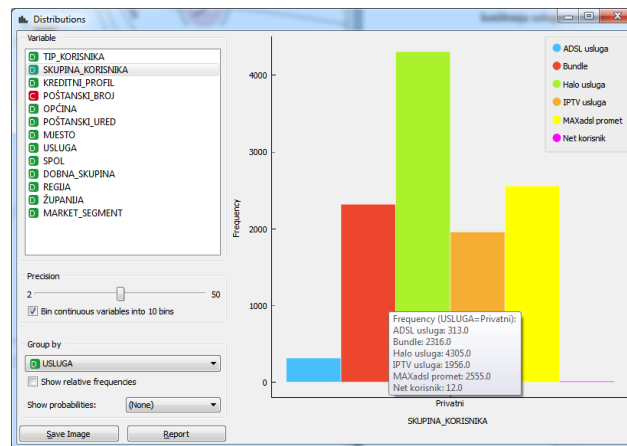 Distributions
Variable
D TIP_KORISNIKA
D SKUPINA_KORISNIKA
D KREDITNI_PROFIL
C POŠTANSKI_BROJ
D OPĆINA
D POŠTANSKI_URED
D MJESTO
D USLUGA
D SPOL
D DOBNA_SKUPINA
D REGIJA
D ŽUPANIJA
D MARKET_SEGMENT
Precision
2 50
Bin continuous variables into 10 bins
Group by
D USLUGA
Show relative frequencies
Show probabilities: (None)
Save Image Report
ADSL usluga
Bundle
Halo usluga
IPTV usluga
MAXadsl promet
Net korisnik
Frequency
4000
3000
2000
1000
0
Frequency (USLUGA=Privatni):
ADSL usluga: 313.0
Bundle: 2316.0
Halo usluga: 4305.0
IPTV usluga: 1956.0
MAXadsl promet: 2555.0
Net korisnik: 12.0
Privatni
SKUPINA_KORISNIKA